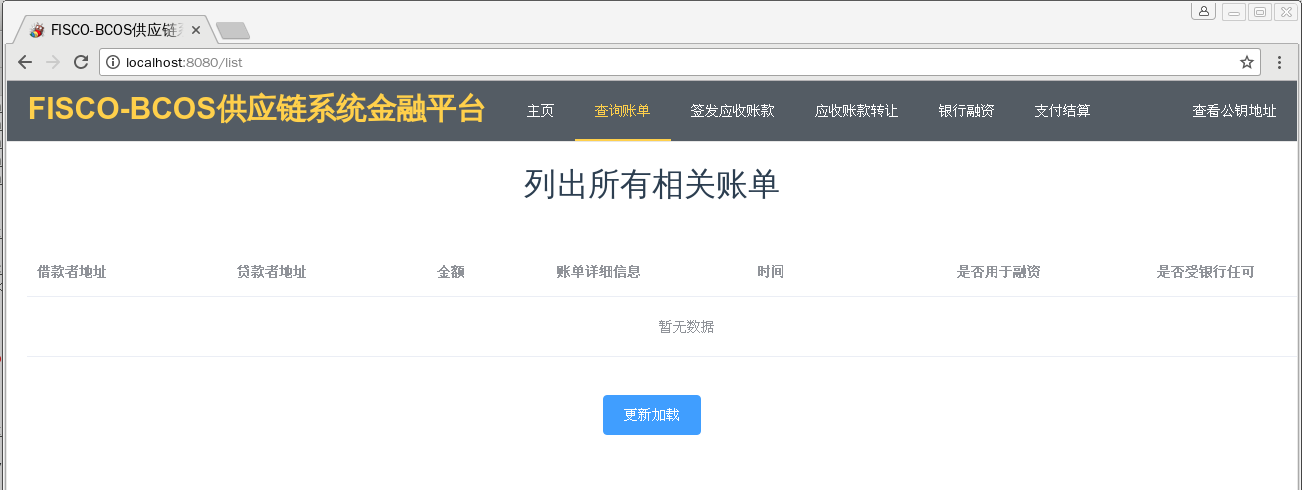 FISCO-BCOS供应链
localhost:8080/list
FISCO-BCOS供应链系统金融平台 主页 查询账单 签发应收账款 应收账款转让 银行融资 支付结算 查看公钥地址
列出所有相关账单
借款者地址 贷款者地址 金额 账单详细信息 时间 是否用于融资 是否受银行任可
暂无数据
更新加载